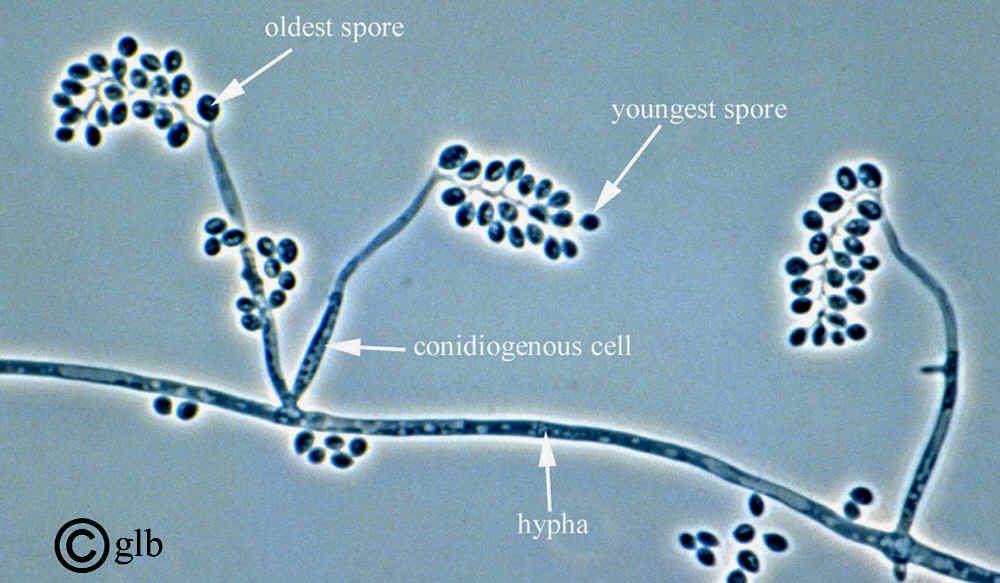 oldest spore
youngest spore
conidiogenous cell
hypha
© glb